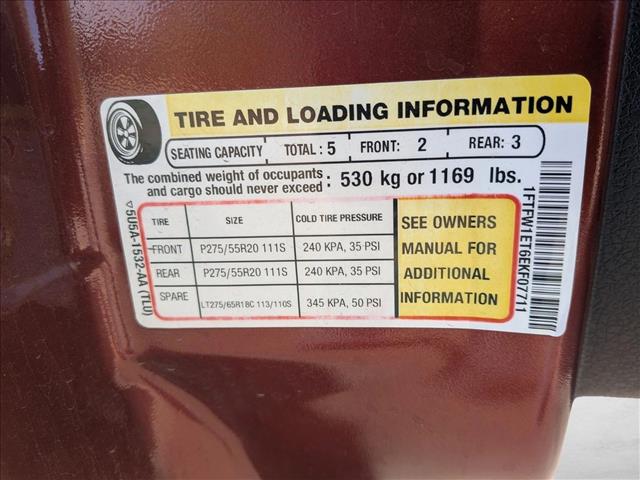 TIRE AND LOADING INFORMATION
SEATING CAPACITY TOTAL : 5 FRONT: 2 REAR: 3
The combined weight of occupants
and cargo should never exceed : 530 kg or 1169 lbs.
TIRE SIZE COLD TIRE PRESSURE
FRONT P275/55R20 111S 240 KPA, 35 PSI
REAR P275/55R20 111S 240 KPA, 35 PSI
SPARE LT275/65R18C 113/110S 345 KPA, 50 PSI
SEE OWNERS
MANUAL FOR
ADDITIONAL
INFORMATION
5U5A-1532-AA (TLU)
1FTFW1ET6EKF07711